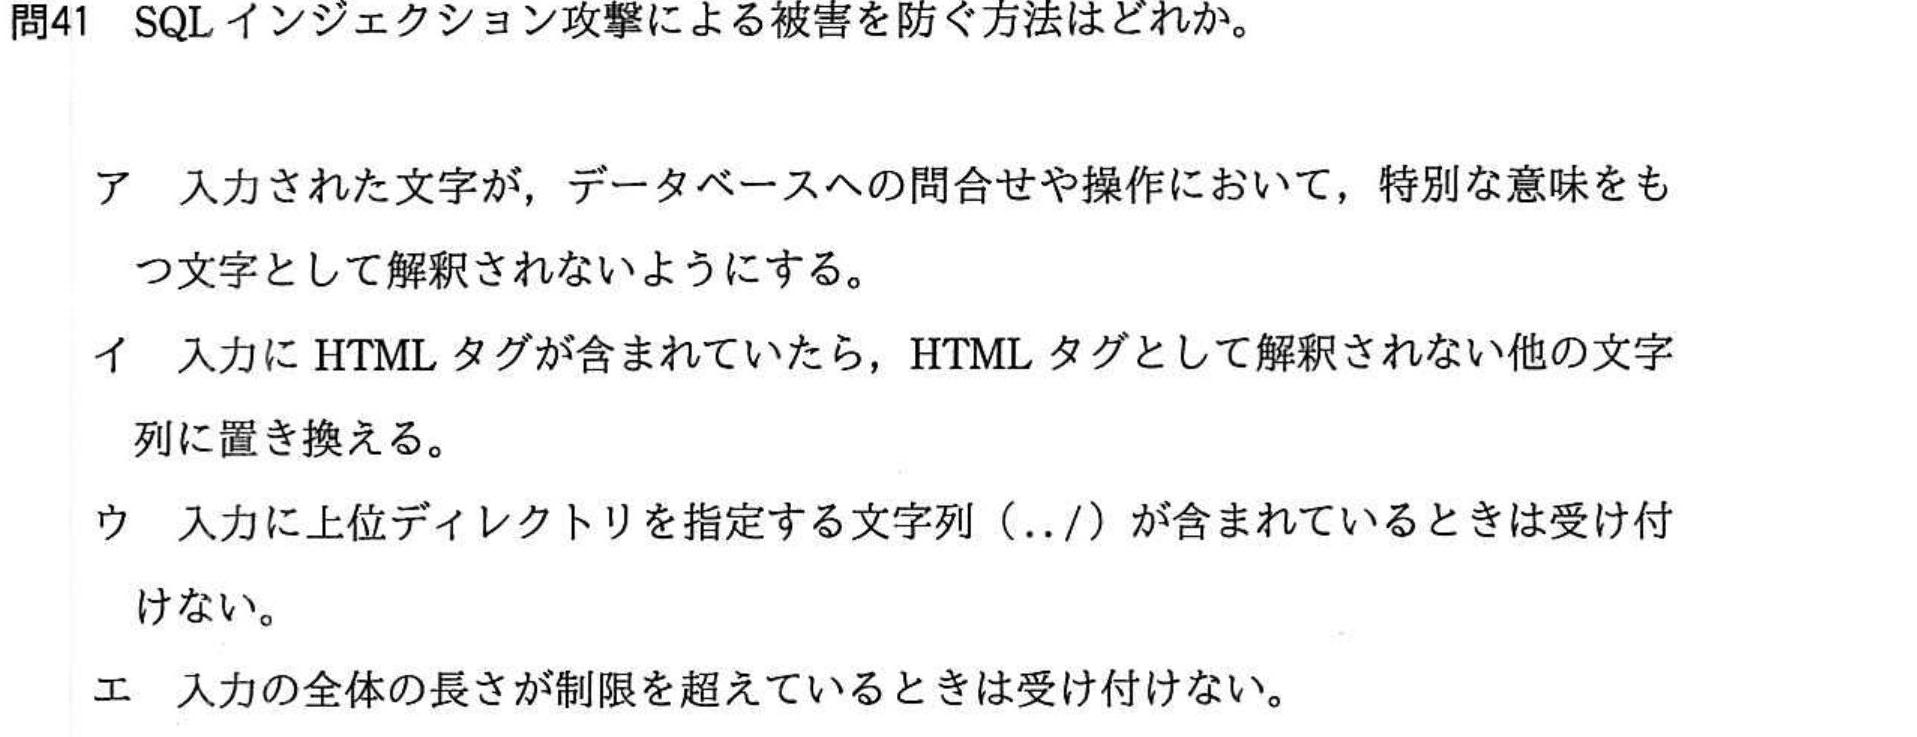 問41 SQL インジェクション攻撃による被害を防ぐ方法はどれか。
ア 入力された文字が，データベースへの問合せや操作において，特別な意味をも
つ文字として解釈されないようにする。
イ 入力に HTML タグが含まれていたら，HTML タグとして解釈されない他の文字
列に置き換える。
ウ 入力に上位ディレクトリを指定する文字列（../）が含まれているときは受け付
けない。
エ 入力の全体の長さが制限を超えているときは受け付けない。